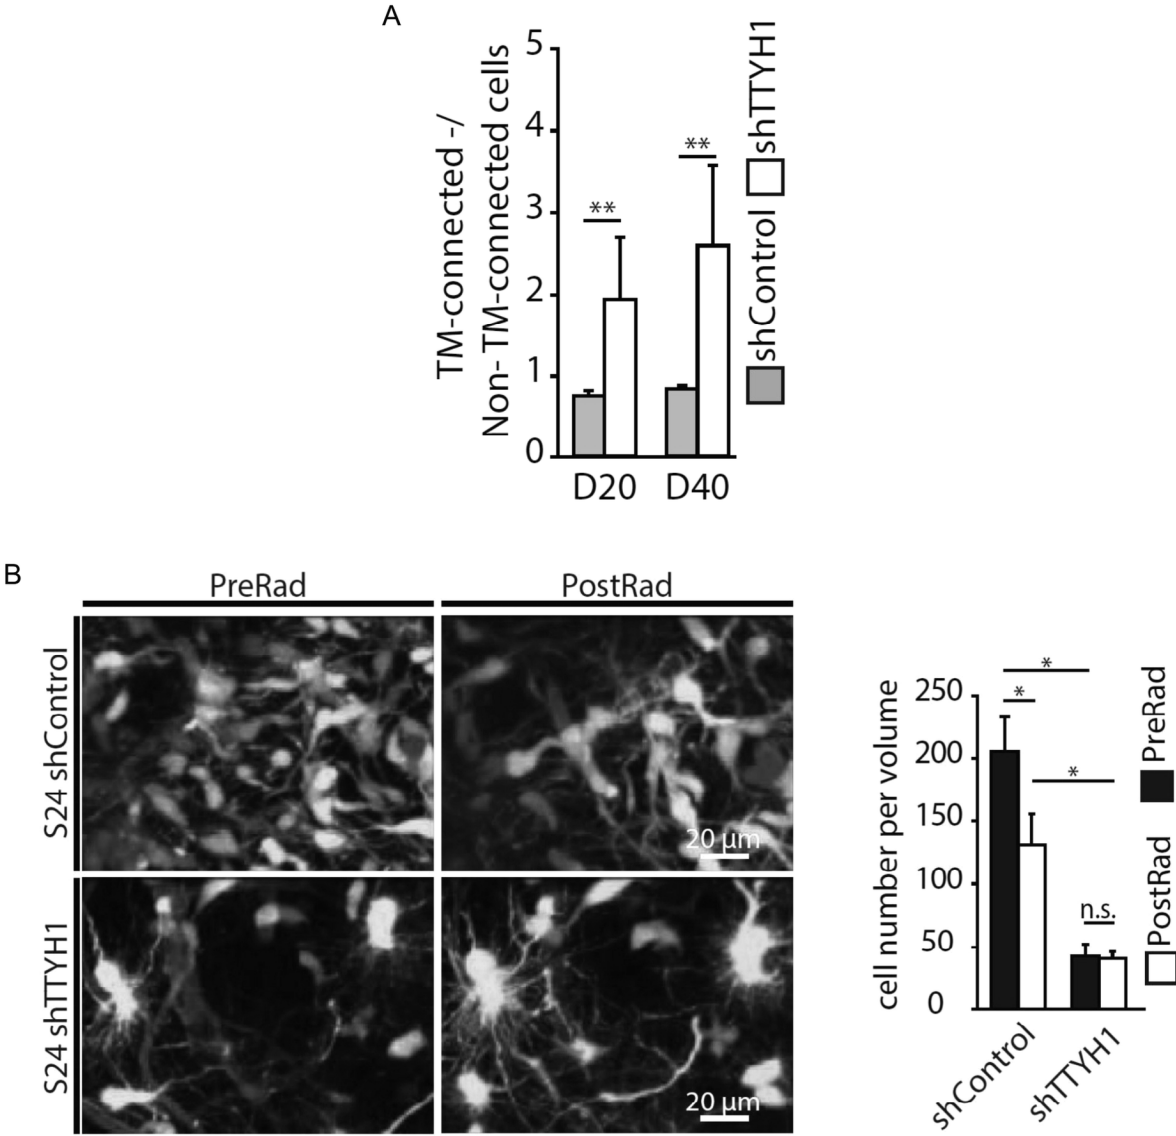 A
TM-connected -/
Non- TM-connected cells
5
4
3
2
1
0
**
**
D20
D40
shControl
shTTYH1
B
PreRad
PostRad
S24 shControl
20 µm
S24 shTTYH1
20 µm
cell number per volume
250
200
150
100
50
0
*
*
*
n.s.
shControl
shTTYH1
PreRad
PostRad